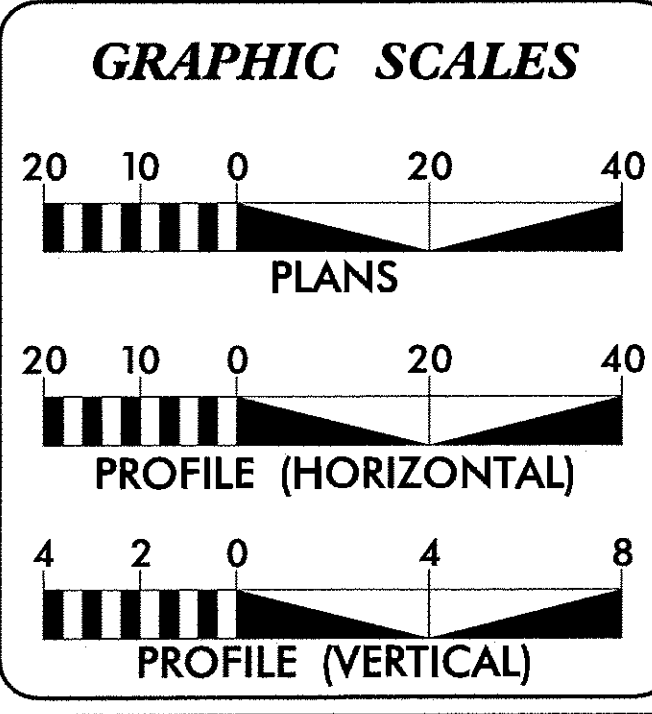 GRAPHIC SCALES
20 10 0 20 40
PLANS
20 10 0 20 40
PROFILE (HORIZONTAL)
4 2 0 4 8
PROFILE (VERTICAL)